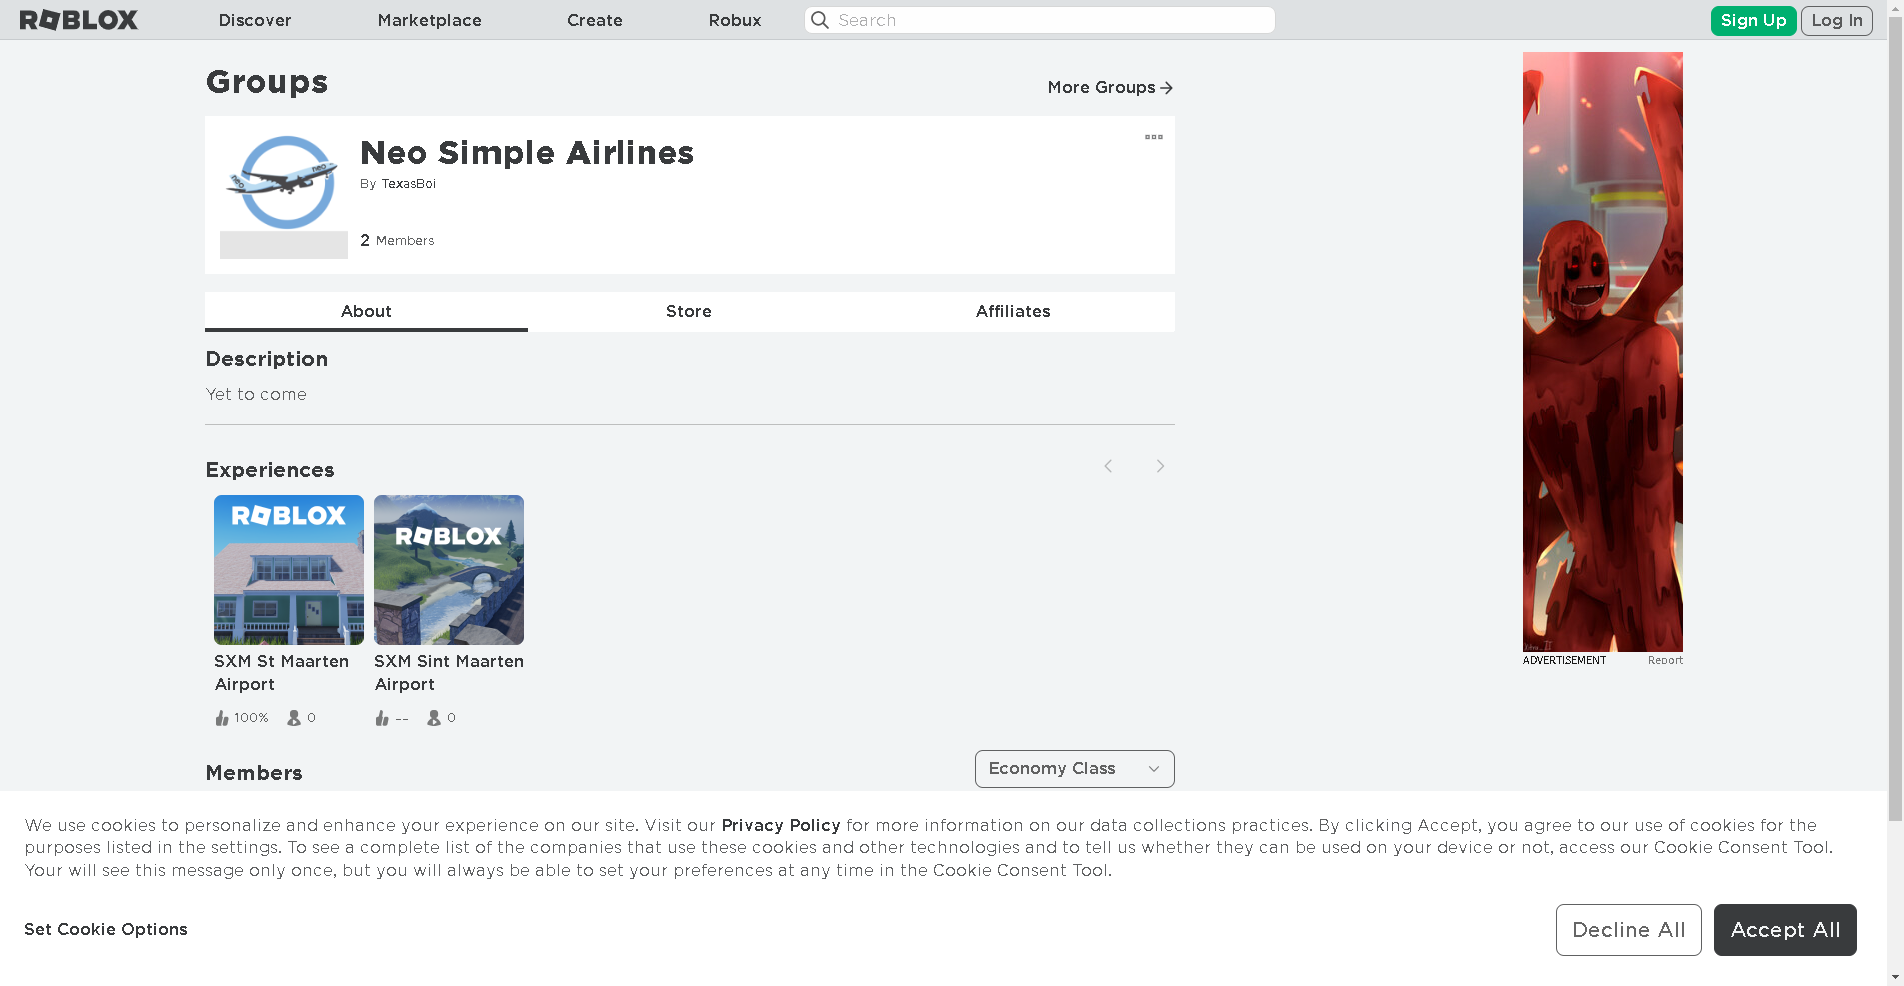 ROBLOX
Discover
Marketplace
Create
Robux
Search
Sign Up
Log In
Groups
More Groups
neo
neo
Neo Simple Airlines
By TexasBoi
2 Members
About
Store
Affiliates
Description
Yet to come
Experiences
ROBLOX
ROBLOX
SXM St Maarten
Airport
100%
0
SXM Sint Maarten
Airport
--
0
ADVERTISEMENT
Report
Members
Economy Class
We use cookies to personalize and enhance your experience on our site. Visit our Privacy Policy for more information on our data collections practices. By clicking Accept, you agree to our use of cookies for the
purposes listed in the settings. To see a complete list of the companies that use these cookies and other technologies and to tell us whether they can be used on your device or not, access our Cookie Consent Tool.
Your will see this message only once, but you will always be able to set your preferences at any time in the Cookie Consent Tool.
Set Cookie Options
Decline All
Accept All